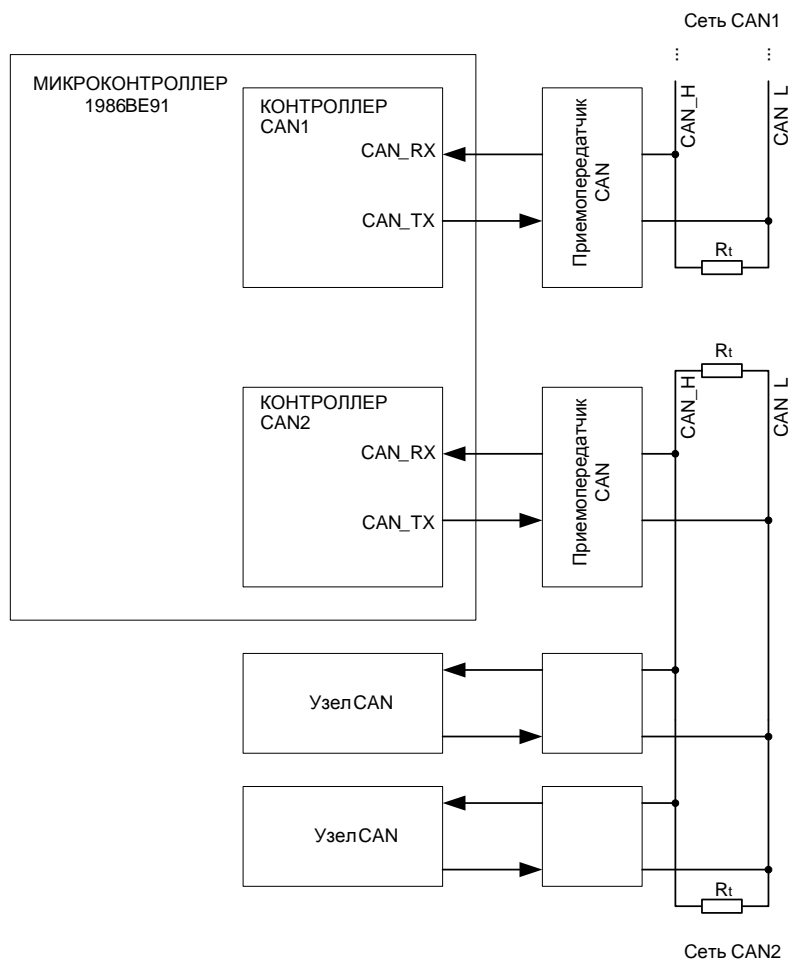 Сеть CAN1
...
...
МИКРОКОНТРОЛЛЕР
1986ВЕ91
КОНТРОЛЛЕР
CAN1
CAN_RX
CAN_TX
Приемопередатчик
CAN
CAN_H
CAN_L
Rt
Rt
КОНТРОЛЛЕР
CAN2
CAN_RX
CAN_TX
Приемопередатчик
CAN
CAN_H
CAN_L
Узел CAN
Узел CAN
Rt
Сеть CAN2